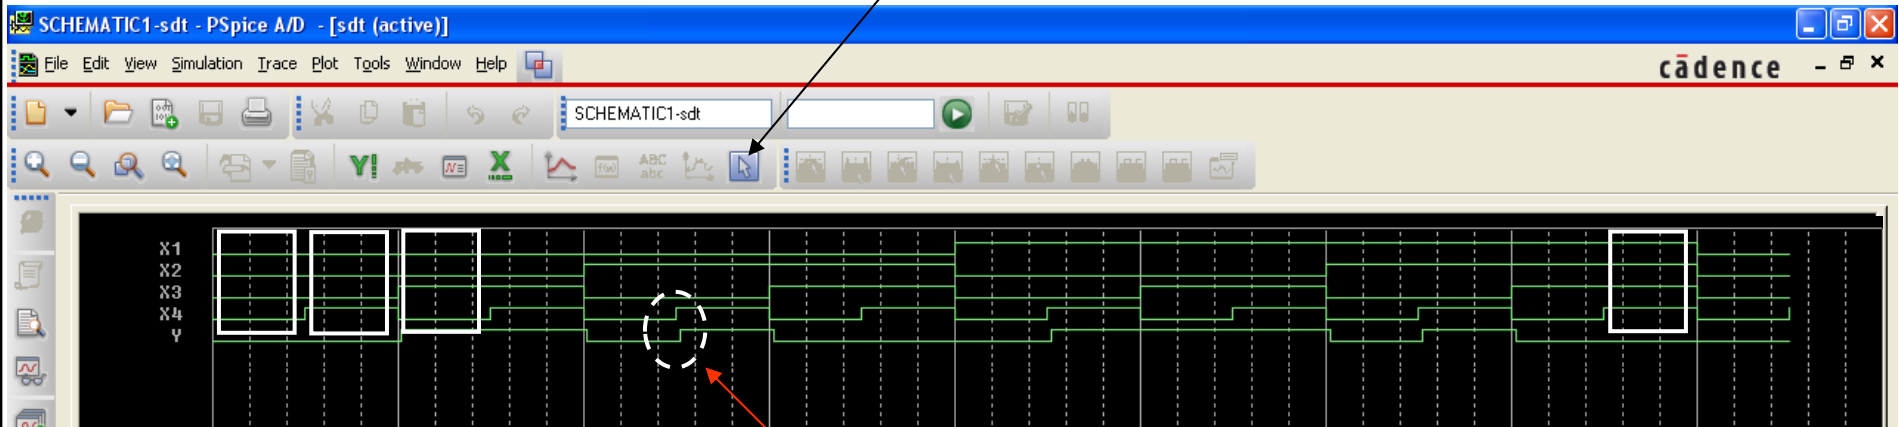 SCHEMATIC1-sdt - PSpice A/D - [sdt (active)]
File Edit View Simulation Trace Plot Tools Window Help
cādence
SCHEMATIC1-sdt
ABC
abc
X1
X2
X3
X4
Y